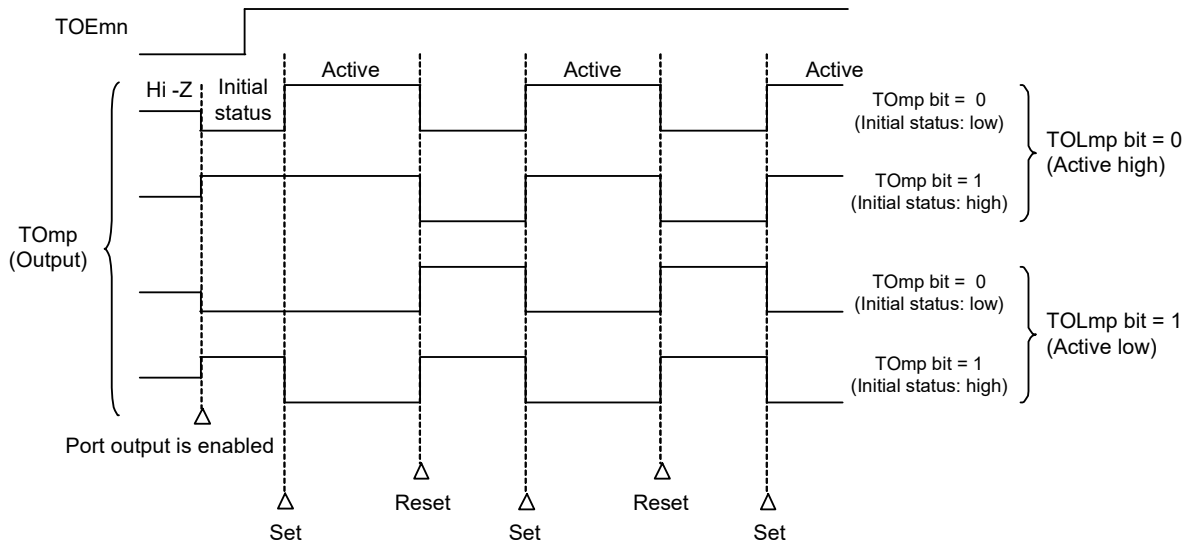 TOEmn
Active
Active
Active
Hi -Z
Initial
status
TOmp bit = 0
(Initial status: low)
TOLmp bit = 0
(Active high)
TOmp bit = 1
(Initial status: high)
TOmp
(Output)
TOmp bit = 0
(Initial status: low)
TOLmp bit = 1
(Active low)
TOmp bit = 1
(Initial status: high)
Port output is enabled
Reset
Reset
Set
Set
Set